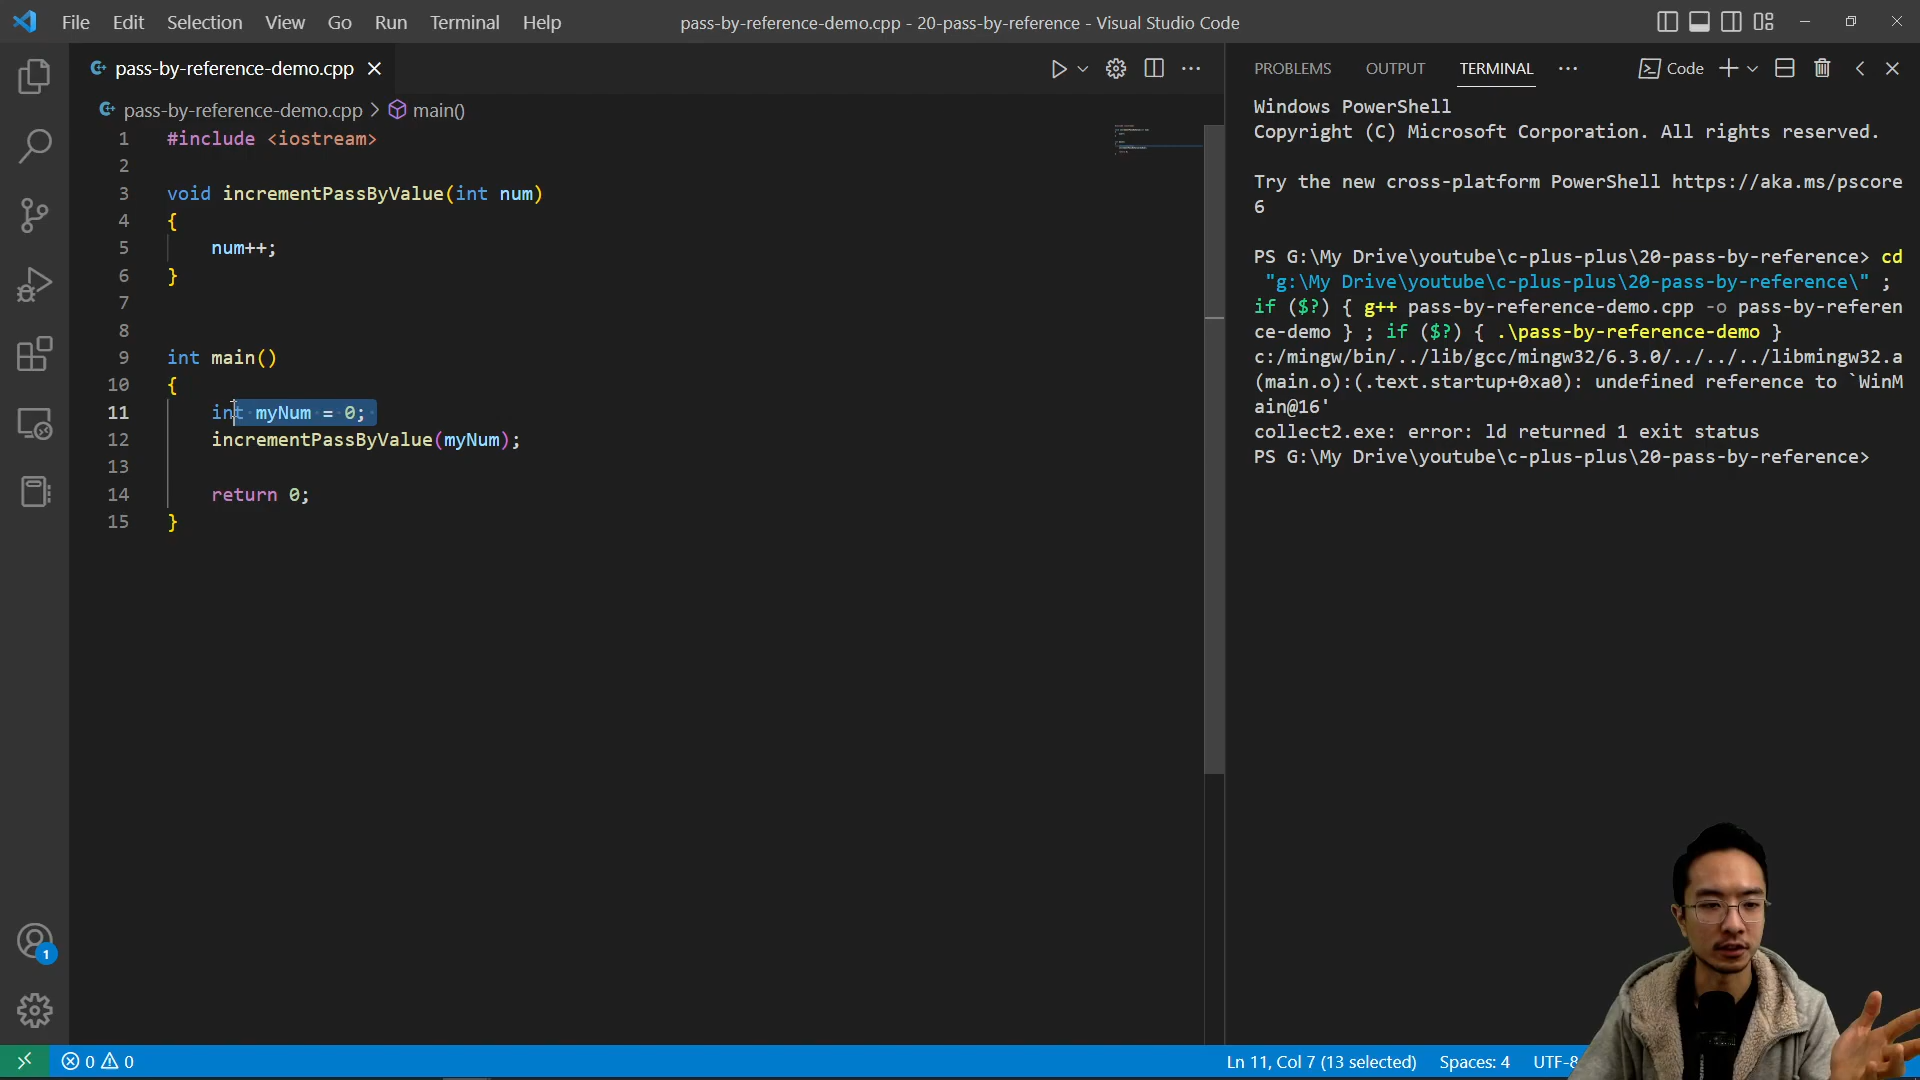 File Edit Selection View Go Run Terminal Help pass-by-reference-demo.cpp - 20-pass-by-reference - Visual Studio Code
pass-by-reference-demo.cpp
pass-by-reference-demo.cpp > main()
1 #include <iostream>
2
3 void incrementPassByValue(int num)
4 {
5 num++;
6 }
7
8
9 int main()
10 {
11 int myNum = 0;
12 incrementPassByValue(myNum);
13
14 return 0;
15 }
PROBLEMS OUTPUT TERMINAL Code
Windows PowerShell
Copyright (C) Microsoft Corporation. All rights reserved.
Try the new cross-platform PowerShell https://aka.ms/pscore
6
PS G:\My Drive\youtube\c-plus-plus\20-pass-by-reference> cd
"g:\My Drive\youtube\c-plus-plus\20-pass-by-reference\" ;
if ($?) { g++ pass-by-reference-demo.cpp -o pass-by-referen
ce-demo } ; if ($?) { .\pass-by-reference-demo }
c:/mingw/bin/../lib/gcc/mingw32/6.3.0/../../../libmingw32.a
(main.o):(.text.startup+0xa0): undefined reference to `WinM
ain@16'
collect2.exe: error: ld returned 1 exit status
PS G:\My Drive\youtube\c-plus-plus\20-pass-by-reference>
1
0 0
Ln 11, Col 7 (13 selected) Spaces: 4 UTF-8